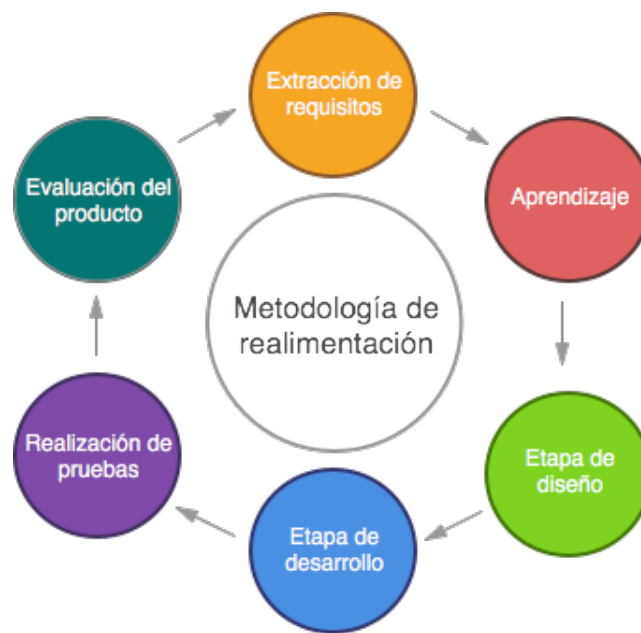 Extracción de
requisitos
Aprendizaje
Etapa de
diseño
Etapa de
desarrollo
Realización de
pruebas
Evaluación del
producto
Metodología de
realimentación